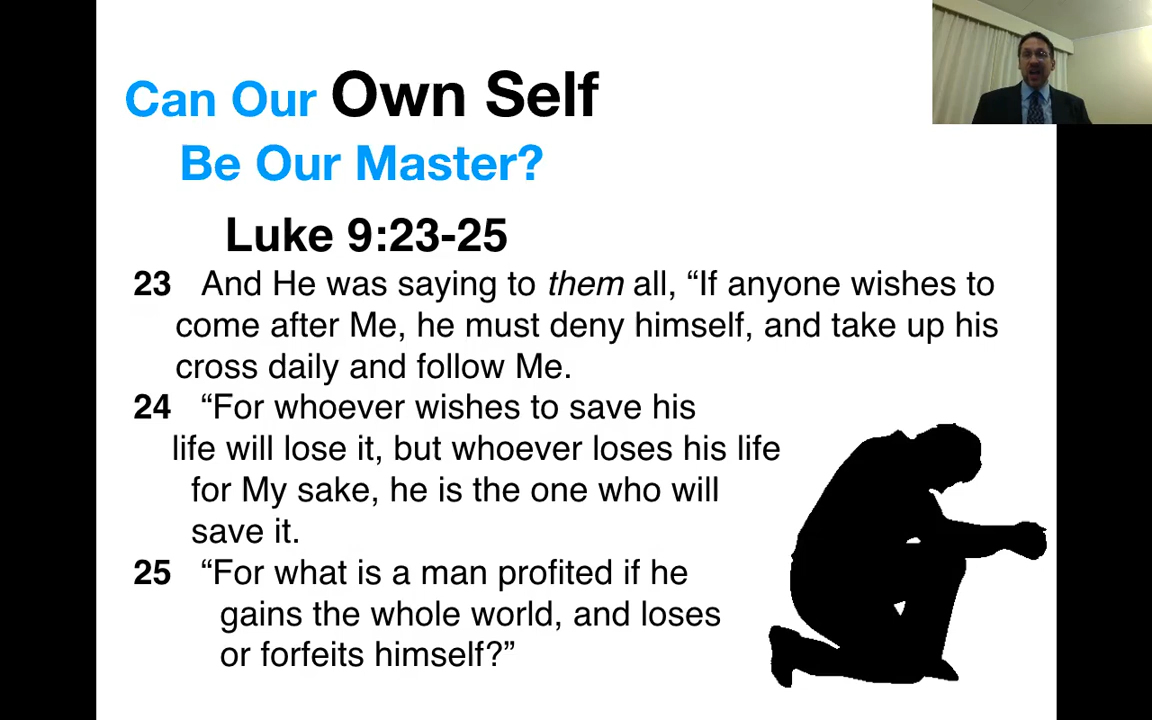 Can Our Own Self
Be Our Master?
Luke 9:23-25
23 And He was saying to them all, “If anyone wishes to
come after Me, he must deny himself, and take up his
cross daily and follow Me.
24 “For whoever wishes to save his
life will lose it, but whoever loses his life
for My sake, he is the one who will
save it.
25 “For what is a man profited if he
gains the whole world, and loses
or forfeits himself?”